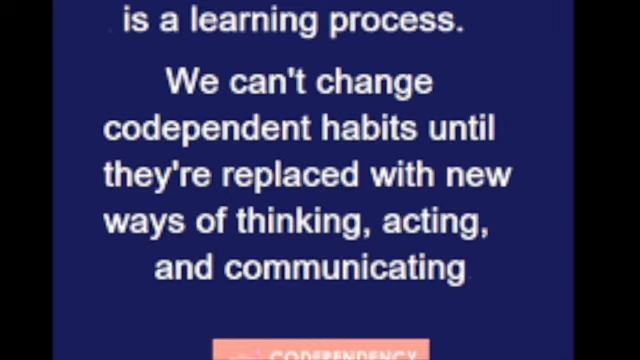 is a learning process.
We can't change
codependent habits until
they're replaced with new
ways of thinking, acting,
and communicating
CODEPENDENCY